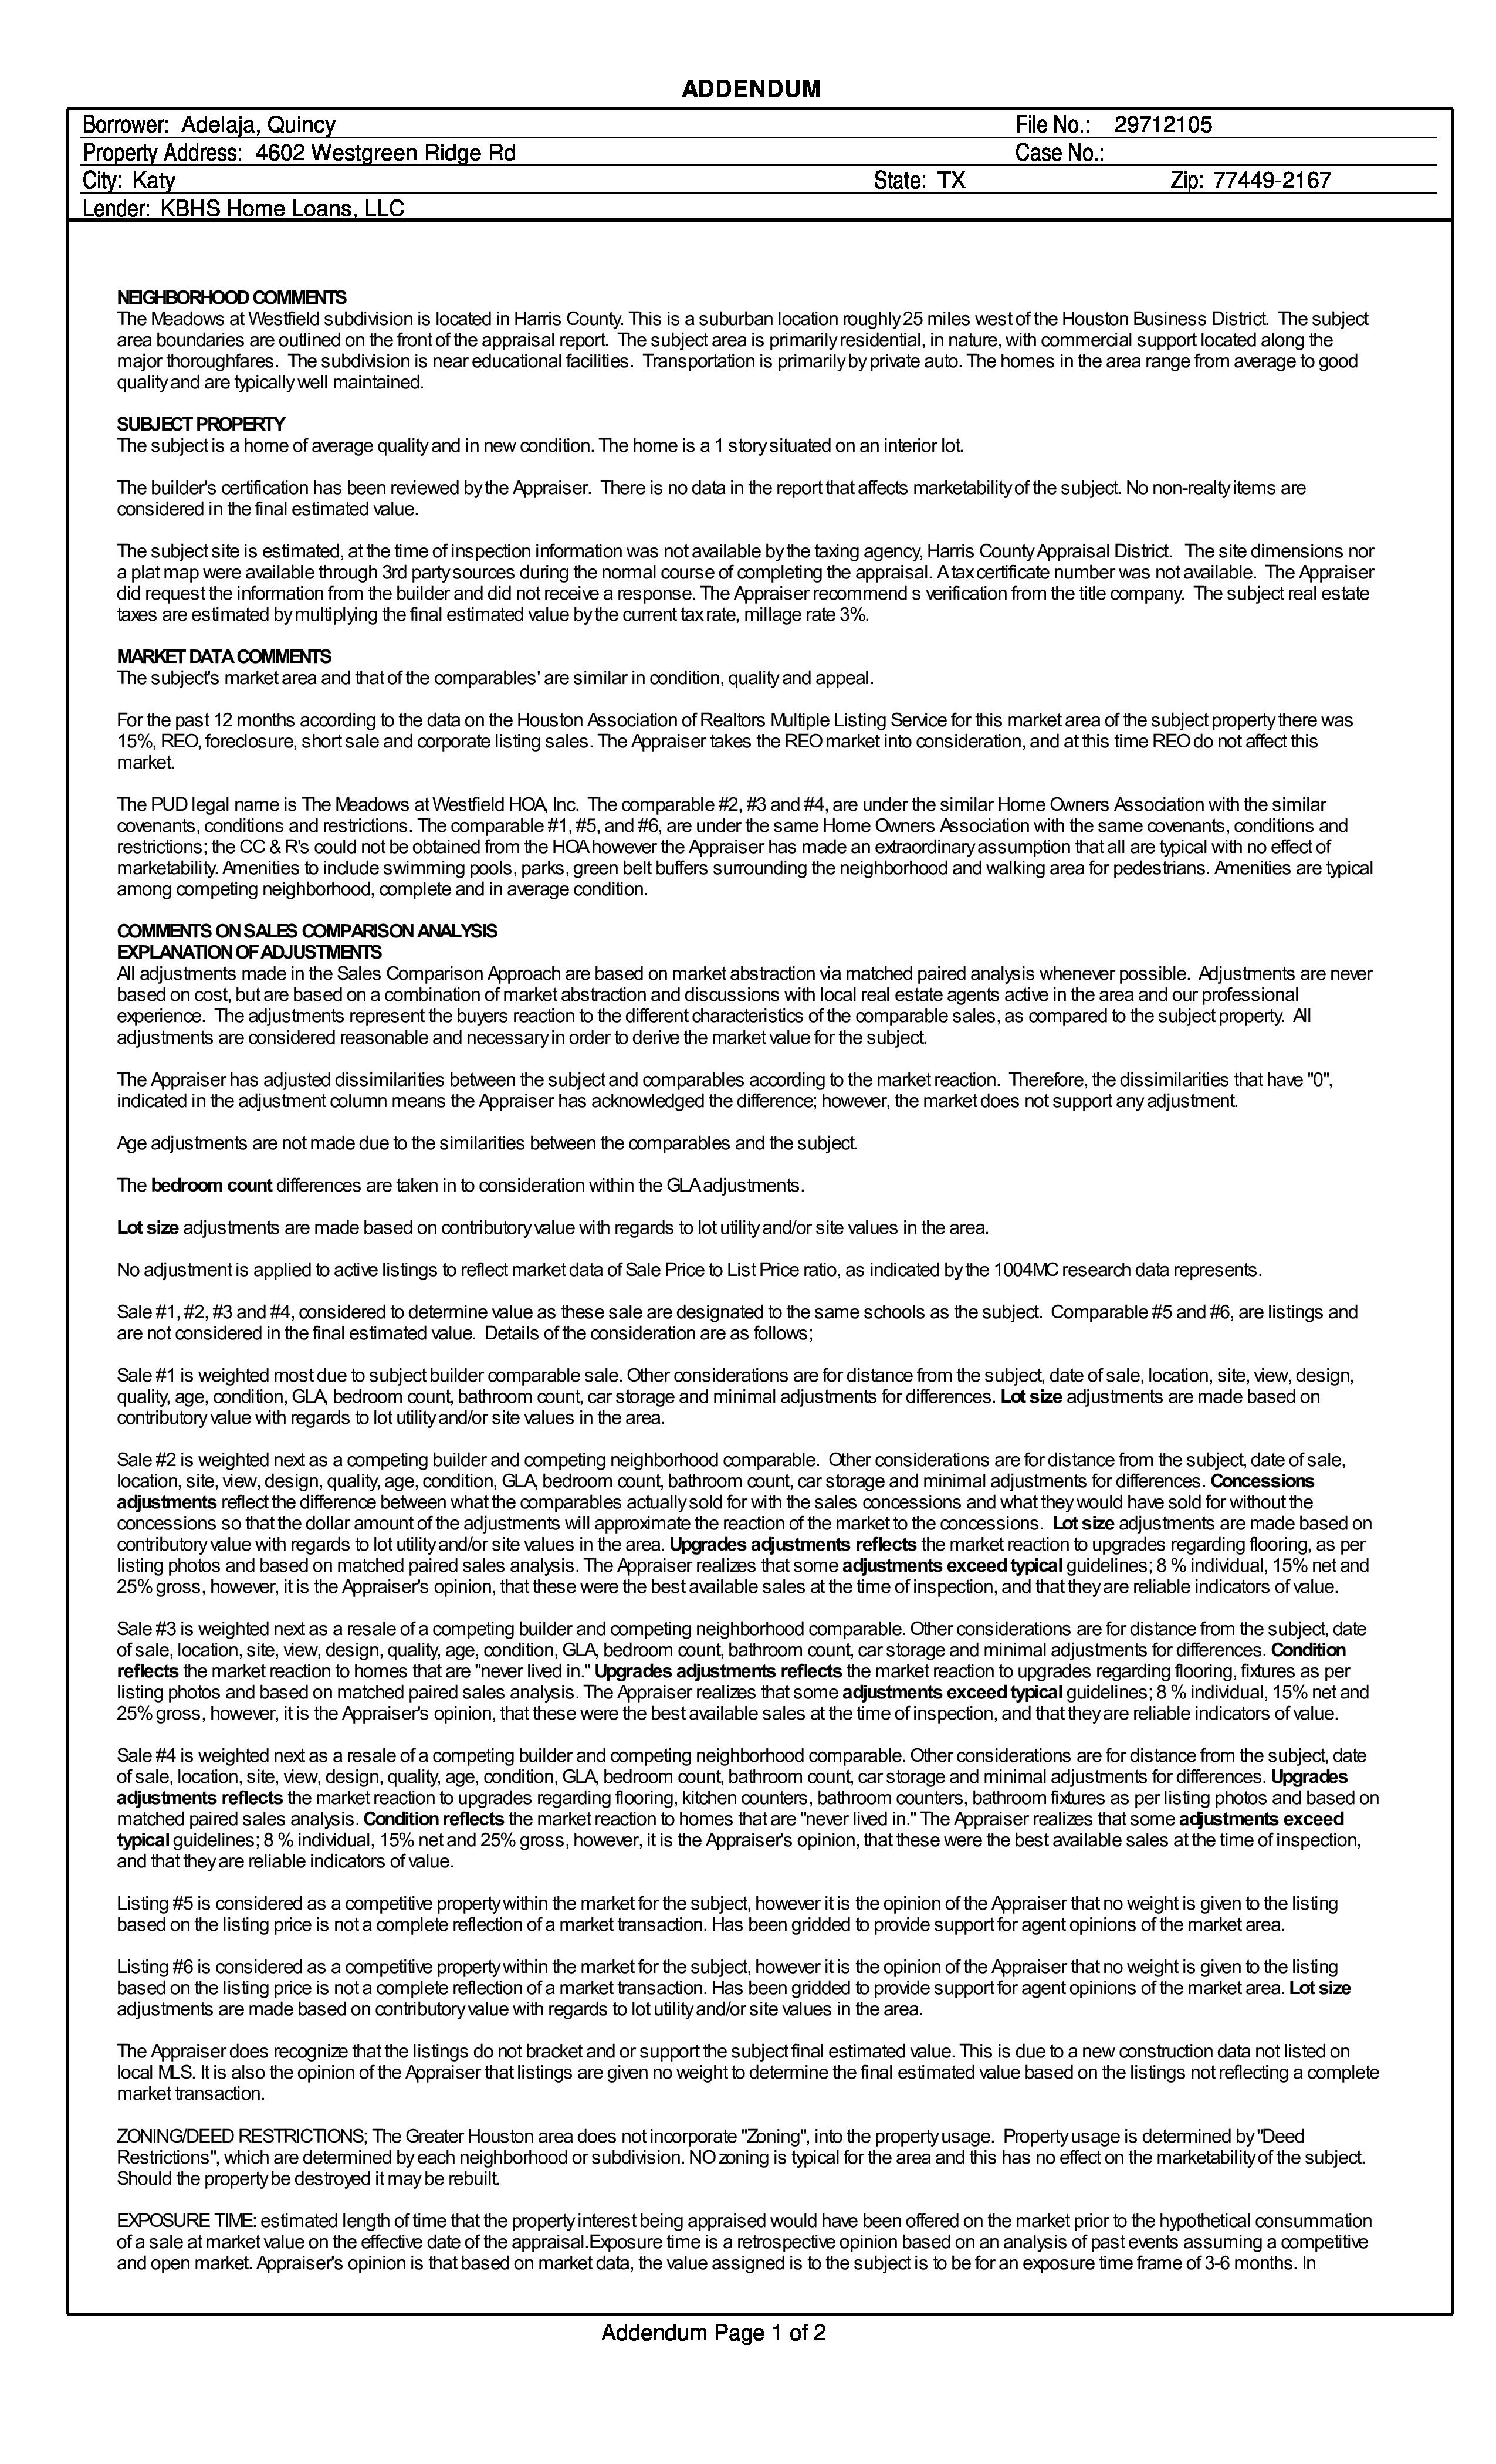 ADDENDUM
Borrower: Adelaja, Quincy File No.: 29712105
Property Address: 4602 Westgreen Ridge Rd Case No.:
City: Katy State: TX Zip: 77449-2167
Lender: KBHS Home Loans, LLC
NEIGHBORHOOD COMMENTS
The Meadows at Westfield subdivision is located in Harris County. This is a suburban location roughly 25 miles west of the Houston Business District. The subject
area boundaries are outlined on the front of the appraisal report. The subject area is primarily residential, in nature, with commercial support located along the
major thoroughfares. The subdivision is near educational facilities. Transportation is primarily by private auto. The homes in the area range from average to good
quality and are typically well maintained.
SUBJECT PROPERTY
The subject is a home of average quality and in new condition. The home is a 1 story situated on an interior lot.
The builder's certification has been reviewed by the Appraiser. There is no data in the report that affects marketability of the subject. No non-realty items are
considered in the final estimated value.
The subject site is estimated, at the time of inspection information was not available by the taxing agency, Harris County Appraisal District. The site dimensions nor
a plat map were available through 3rd party sources during the normal course of completing the appraisal. A tax certificate number was not available. The Appraiser
did request the information from the builder and did not receive a response. The Appraiser recommend s verification from the title company. The subject real estate
taxes are estimated by multiplying the final estimated value by the current tax rate, millage rate 3%.
MARKET DATA COMMENTS
The subject's market area and that of the comparables' are similar in condition, quality and appeal.
For the past 12 months according to the data on the Houston Association of Realtors Multiple Listing Service for this market area of the subject property there was
15%, REO, foreclosure, short sale and corporate listing sales. The Appraiser takes the REO market into consideration, and at this time REO do not affect this
market.
The PUD legal name is The Meadows at Westfield HOA, Inc. The comparable #2, #3 and #4, are under the similar Home Owners Association with the similar
covenants, conditions and restrictions. The comparable #1, #5, and #6, are under the same Home Owners Association with the same covenants, conditions and
restrictions; the CC & R's could not be obtained from the HOA however the Appraiser has made an extraordinary assumption that all are typical with no effect of
marketability. Amenities to include swimming pools, parks, green belt buffers surrounding the neighborhood and walking area for pedestrians. Amenities are typical
among competing neighborhood, complete and in average condition.
COMMENTS ON SALES COMPARISON ANALYSIS
EXPLANATION OF ADJUSTMENTS
All adjustments made in the Sales Comparison Approach are based on market abstraction via matched paired analysis whenever possible. Adjustments are never
based on cost, but are based on a combination of market abstraction and discussions with local real estate agents active in the area and our professional
experience. The adjustments represent the buyers reaction to the different characteristics of the comparable sales, as compared to the subject property. All
adjustments are considered reasonable and necessary in order to derive the market value for the subject.
The Appraiser has adjusted dissimilarities between the subject and comparables according to the market reaction. Therefore, the dissimilarities that have "0",
indicated in the adjustment column means the Appraiser has acknowledged the difference; however, the market does not support any adjustment.
Age adjustments are not made due to the similarities between the comparables and the subject.
The bedroom count differences are taken in to consideration within the GLA adjustments.
Lot size adjustments are made based on contributory value with regards to lot utility and/or site values in the area.
No adjustment is applied to active listings to reflect market data of Sale Price to List Price ratio, as indicated by the 1004MC research data represents.
Sale #1, #2, #3 and #4, considered to determine value as these sale are designated to the same schools as the subject. Comparable #5 and #6, are listings and
are not considered in the final estimated value. Details of the consideration are as follows;
Sale #1 is weighted most due to subject builder comparable sale. Other considerations are for distance from the subject, date of sale, location, site, view, design,
quality, age, condition, GLA, bedroom count, bathroom count, car storage and minimal adjustments for differences. Lot size adjustments are made based on
contributory value with regards to lot utility and/or site values in the area.
Sale #2 is weighted next as a competing builder and competing neighborhood comparable. Other considerations are for distance from the subject, date of sale,
location, site, view, design, quality, age, condition, GLA, bedroom count, bathroom count, car storage and minimal adjustments for differences. Concessions
adjustments reflect the difference between what the comparables actually sold for with the sales concessions and what they would have sold for without the
concessions so that the dollar amount of the adjustments will approximate the reaction of the market to the concessions. Lot size adjustments are made based on
contributory value with regards to lot utility and/or site values in the area. Upgrades adjustments reflects the market reaction to upgrades regarding flooring, as per
listing photos and based on matched paired sales analysis. The Appraiser realizes that some adjustments exceed typical guidelines; 8 % individual, 15% net and
25% gross, however, it is the Appraiser's opinion, that these were the best available sales at the time of inspection, and that they are reliable indicators of value.
Sale #3 is weighted next as a resale of a competing builder and competing neighborhood comparable. Other considerations are for distance from the subject, date
of sale, location, site, view, design, quality, age, condition, GLA, bedroom count, bathroom count, car storage and minimal adjustments for differences. Condition
reflects the market reaction to homes that are "never lived in." Upgrades adjustments reflects the market reaction to upgrades regarding flooring, fixtures as per
listing photos and based on matched paired sales analysis. The Appraiser realizes that some adjustments exceed typical guidelines; 8 % individual, 15% net and
25% gross, however, it is the Appraiser's opinion, that these were the best available sales at the time of inspection, and that they are reliable indicators of value.
Sale #4 is weighted next as a resale of a competing builder and competing neighborhood comparable. Other considerations are for distance from the subject, date
of sale, location, site, view, design, quality, age, condition, GLA, bedroom count, bathroom count, car storage and minimal adjustments for differences. Upgrades
adjustments reflects the market reaction to upgrades regarding flooring, kitchen counters, bathroom counters, bathroom fixtures as per listing photos and based on
matched paired sales analysis. Condition reflects the market reaction to homes that are "never lived in." The Appraiser realizes that some adjustments exceed
typical guidelines; 8 % individual, 15% net and 25% gross, however, it is the Appraiser's opinion, that these were the best available sales at the time of inspection,
and that they are reliable indicators of value.
Listing #5 is considered as a competitive property within the market for the subject, however it is the opinion of the Appraiser that no weight is given to the listing
based on the listing price is not a complete reflection of a market transaction. Has been gridded to provide support for agent opinions of the market area.
Listing #6 is considered as a competitive property within the market for the subject, however it is the opinion of the Appraiser that no weight is given to the listing
based on the listing price is not a complete reflection of a market transaction. Has been gridded to provide support for agent opinions of the market area. Lot size
adjustments are made based on contributory value with regards to lot utility and/or site values in the area.
The Appraiser does recognize that the listings do not bracket and or support the subject final estimated value. This is due to a new construction data not listed on
local MLS. It is also the opinion of the Appraiser that listings are given no weight to determine the final estimated value based on the listings not reflecting a complete
market transaction.
ZONING/DEED RESTRICTIONS; The Greater Houston area does not incorporate "Zoning", into the property usage. Property usage is determined by "Deed
Restrictions", which are determined by each neighborhood or subdivision. NO zoning is typical for the area and this has no effect on the marketability of the subject.
Should the property be destroyed it may be rebuilt.
EXPOSURE TIME: estimated length of time that the property interest being appraised would have been offered on the market prior to the hypothetical consummation
of a sale at market value on the effective date of the appraisal.Exposure time is a retrospective opinion based on an analysis of past events assuming a competitive
and open market. Appraiser's opinion is that based on market data, the value assigned is to the subject is to be for an exposure time frame of 3-6 months. In
Addendum Page 1 of 2